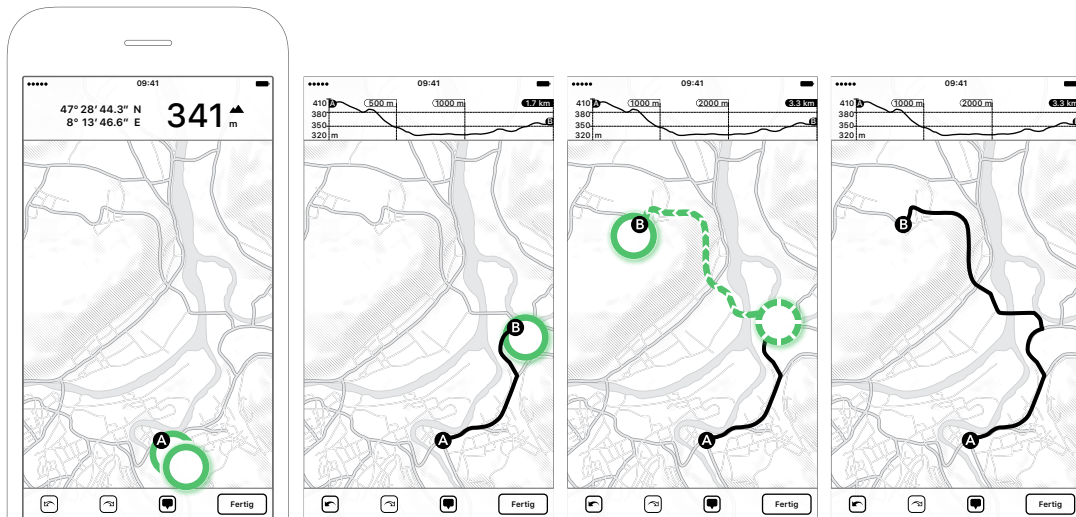 09:41
47° 28′ 44.3″ N
8° 13′ 46.6″ E
341 m
A
Fertig
09:41
410 A 500 m 1000 m 1.7 km
380
350 B
320 m
B
A
Fertig
09:41
410 A 1000 m 2000 m 3.3 km
380
350 B
320 m
B
A
Fertig
09:41
410 A 1000 m 2000 m 3.3 km
380
350 B
320 m
B
A
Fertig